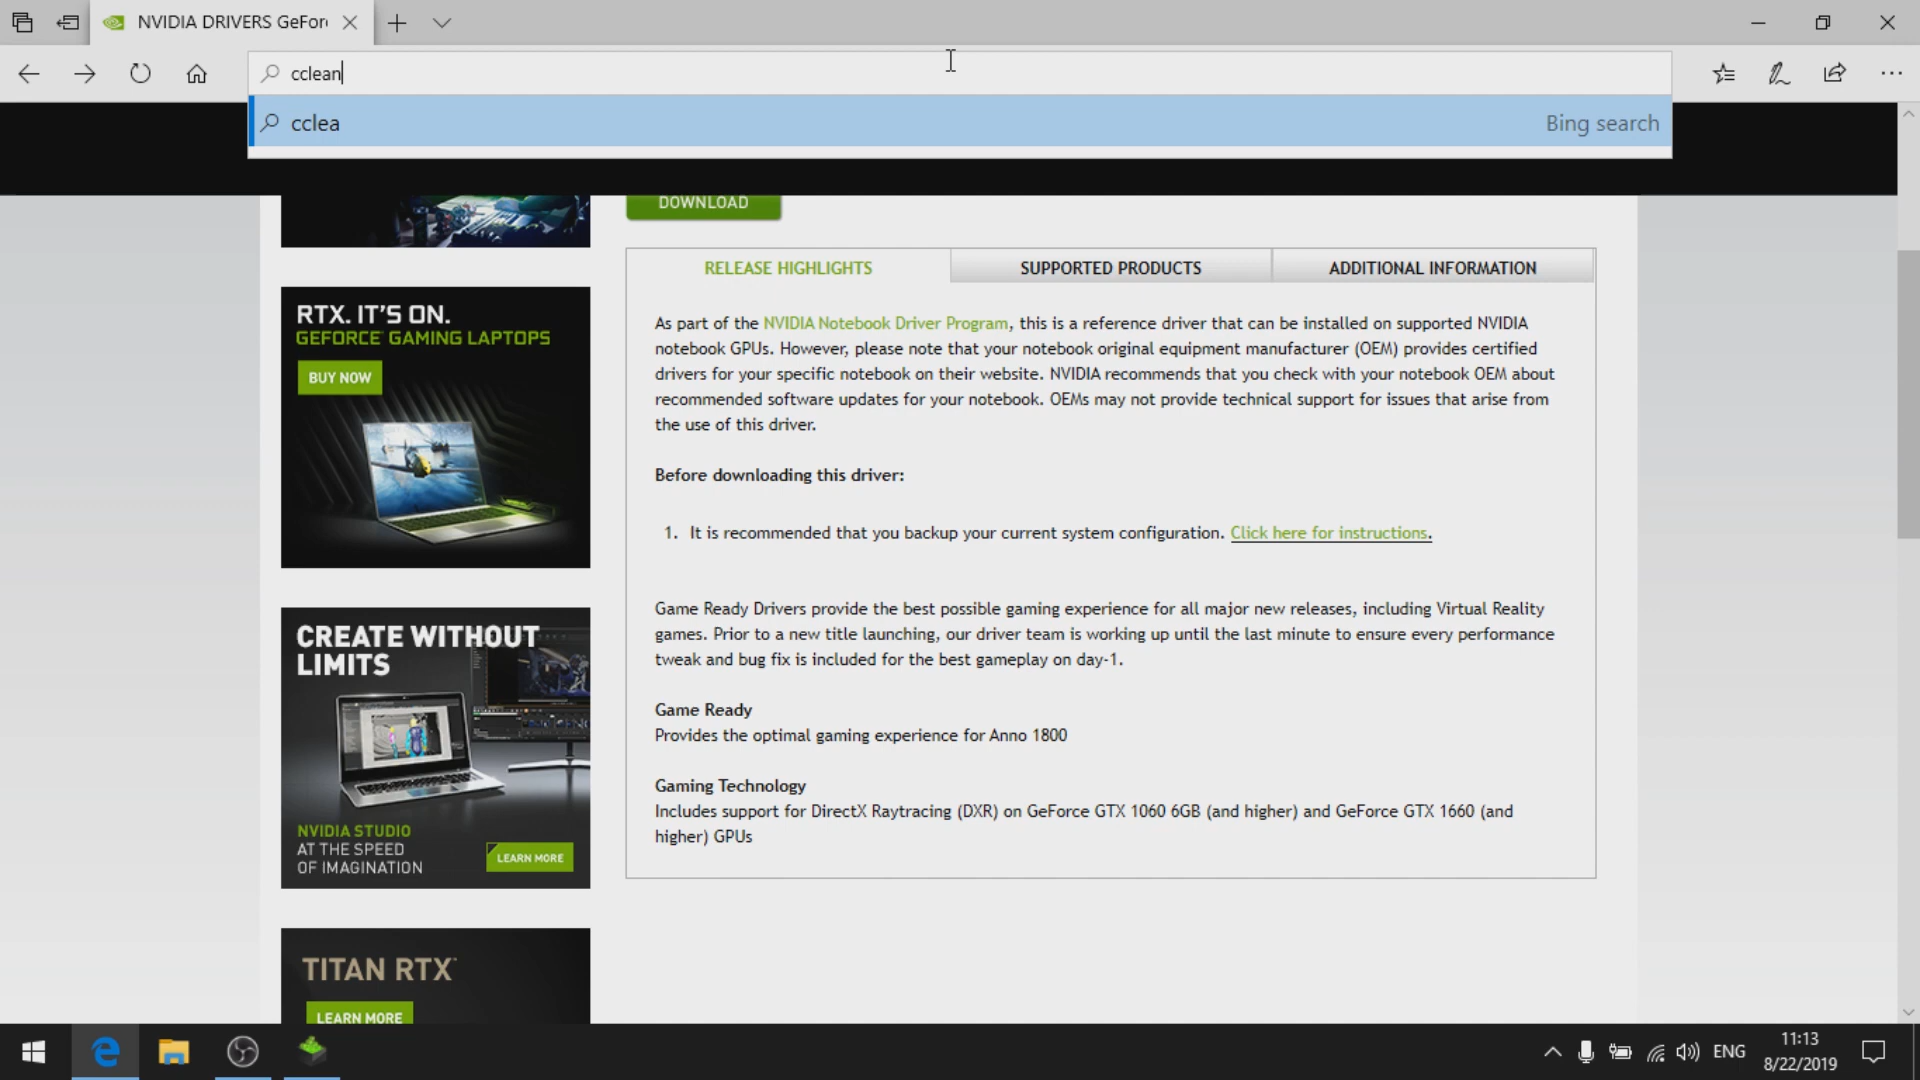 NVIDIA DRIVERS GeFor
cclean
cclea
Bing search
DOWNLOAD
RELEASE HIGHLIGHTS
SUPPORTED PRODUCTS
ADDITIONAL INFORMATION
RTX. IT'S ON.
GEFORCE GAMING LAPTOPS
BUY NOW
As part of the NVIDIA Notebook Driver Program, this is a reference driver that can be installed on supported NVIDIA
notebook GPUs. However, please note that your notebook original equipment manufacturer (OEM) provides certified
drivers for your specific notebook on their website. NVIDIA recommends that you check with your notebook OEM about
recommended software updates for your notebook. OEMs may not provide technical support for issues that arise from
the use of this driver.
Before downloading this driver:
1. It is recommended that you backup your current system configuration. Click here for instructions.
Game Ready Drivers provide the best possible gaming experience for all major new releases, including Virtual Reality
games. Prior to a new title launching, our driver team is working up until the last minute to ensure every performance
tweak and bug fix is included for the best gameplay on day-1.
Game Ready
Provides the optimal gaming experience for Anno 1800
Gaming Technology
Includes support for DirectX Raytracing (DXR) on GeForce GTX 1060 6GB (and higher) and GeForce GTX 1660 (and
higher) GPUs
CREATE WITHOUT
LIMITS
NVIDIA STUDIO
AT THE SPEED
OF IMAGINATION
LEARN MORE
TITAN RTX
LEARN MORE
ENG
11:13
8/22/2019